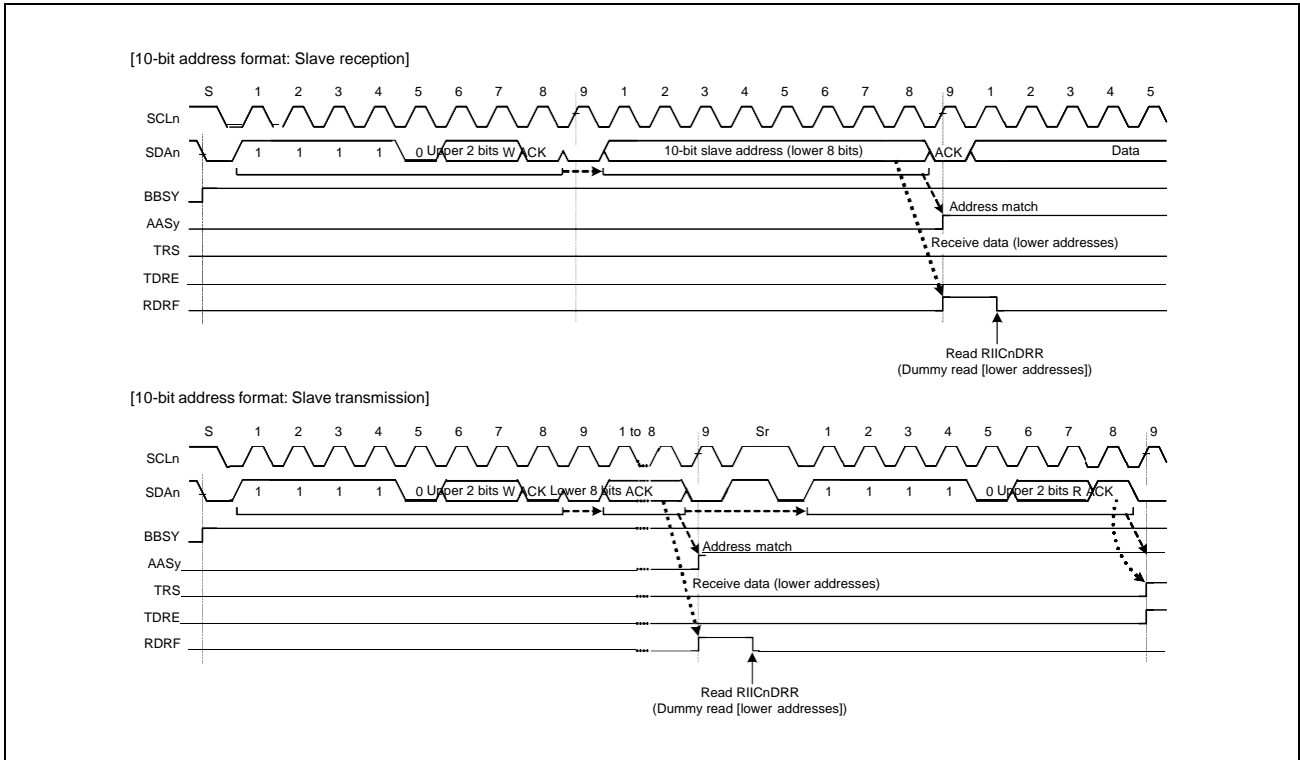 [10-bit address format: Slave reception]
S 1 2 3 4 5 6 7 8 9 1 2 3 4 5 6 7 8 9 1 2 3 4 5
SCLn
SDAn 1 1 1 1 0 Upper 2 bits W ACK 10-bit slave address (lower 8 bits) ACK Data
BBSY
Address match
AASy
Receive data (lower addresses)
TRS
TDRE
RDRF
Read RIICnDRR
(Dummy read [lower addresses])
[10-bit address format: Slave transmission]
S 1 2 3 4 5 6 7 8 9 1 to 8 9 Sr 1 2 3 4 5 6 7 8 9
SCLn
SDAn 1 1 1 1 0 Upper 2 bits W ACK Lower 8 bits ACK 1 1 1 1 0 Upper 2 bits R ACK
BBSY
Address match
AASy
Receive data (lower addresses)
TRS
TDRE
RDRF
Read RIICnDRR
(Dummy read [lower addresses])